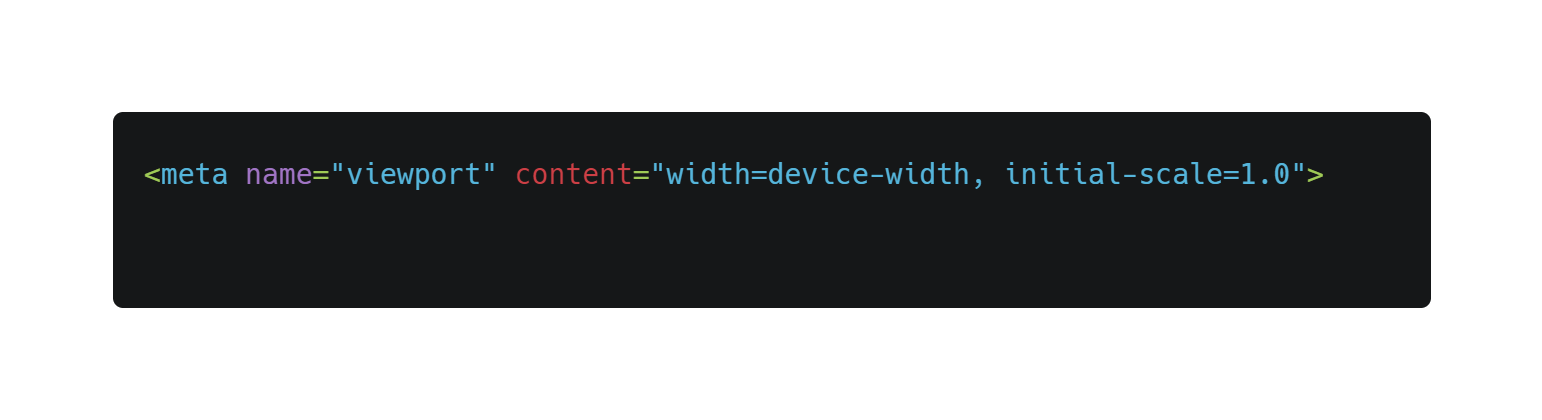 <meta name="viewport" content="width=device-width, initial-scale=1.0">